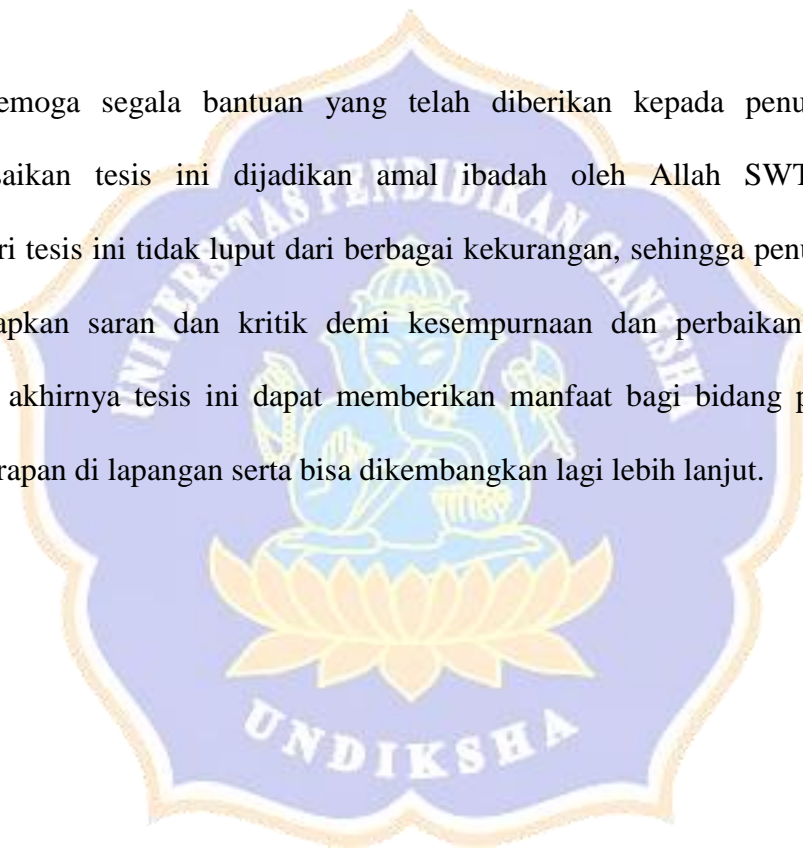 emoga segala bantuan yang telah diberikan kepada penu
saikan tesis ini dijadikan amal ibadah oleh Allah SWT
ri tesis ini tidak luput dari berbagai kekurangan, sehingga penu
apkan saran dan kritik demi kesempurnaan dan perbaikan
akhirnya tesis ini dapat memberikan manfaat bagi bidang p
rapan di lapangan serta bisa dikembangkan lagi lebih lanjut.
UNIVERSITAS PENDIDIKAN GANESHA
UNDIKSHA